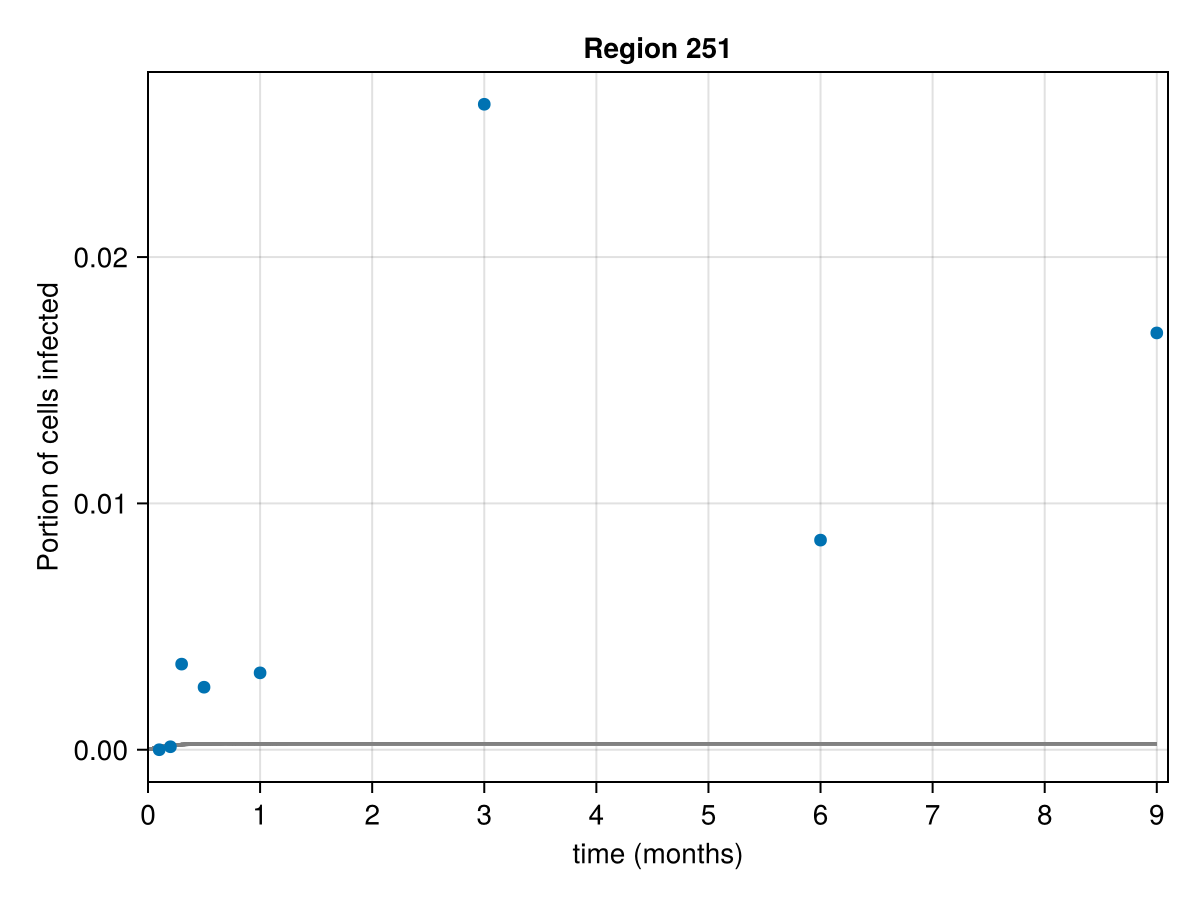 Region 251
Portion of cells infected
0.02
0.01
0.00
0 1 2 3 4 5 6 7 8 9
time (months)